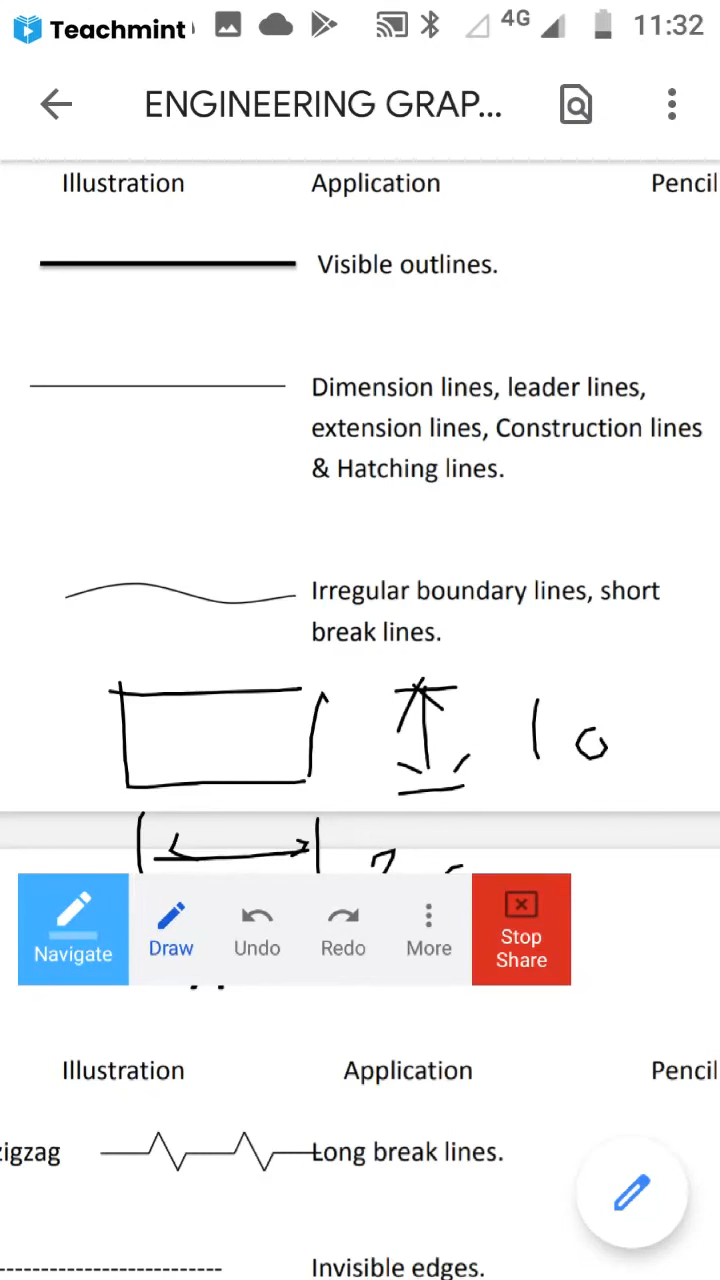 Teachmint 4G 11:32
ENGINEERING GRAP...
Illustration Application Pencil
Visible outlines.
Dimension lines, leader lines,
extension lines, Construction lines
& Hatching lines.
Irregular boundary lines, short
break lines.
10
Navigate Draw Undo Redo More Stop Share
Illustration Application Pencil
zigzag Long break lines.
Invisible edges.